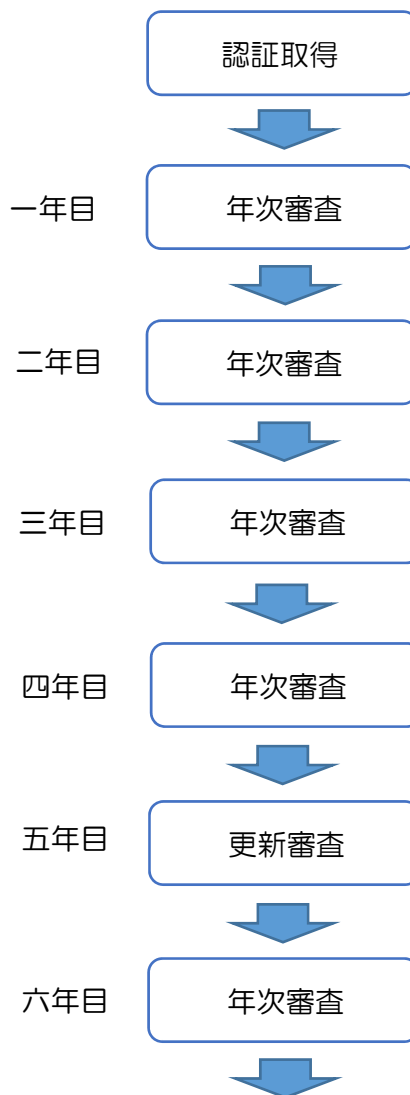 認証取得
一年目
年次審査
二年目
年次審査
三年目
年次審査
四年目
年次審査
五年目
更新審査
六年目
年次審査